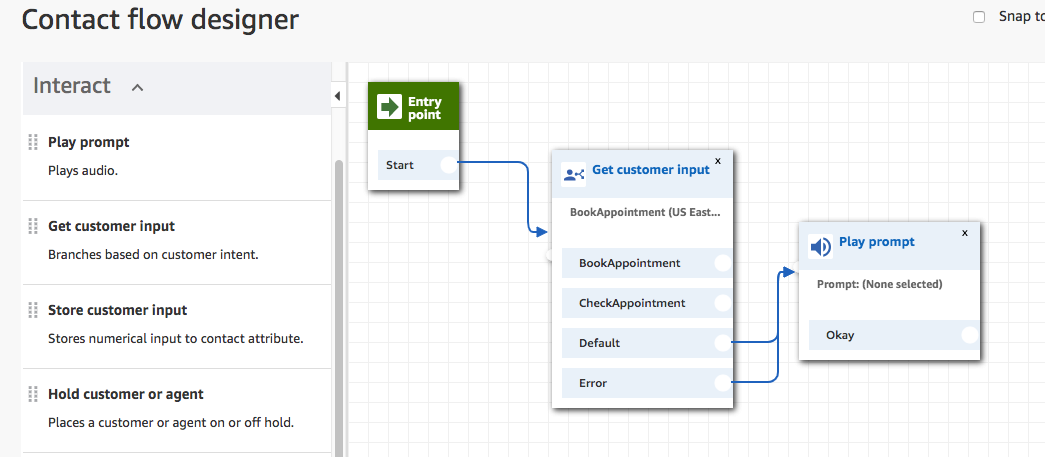 Contact flow designer
Snap to
Interact
Play prompt
Plays audio.
Get customer input
Branches based on customer intent.
Store customer input
Stores numerical input to contact attribute.
Hold customer or agent
Places a customer or agent on or off hold.
Entry
point
Start
x
Get customer input
BookAppointment (US East...
BookAppointment
CheckAppointment
Default
Error
x
Play prompt
Prompt: (None selected)
Okay